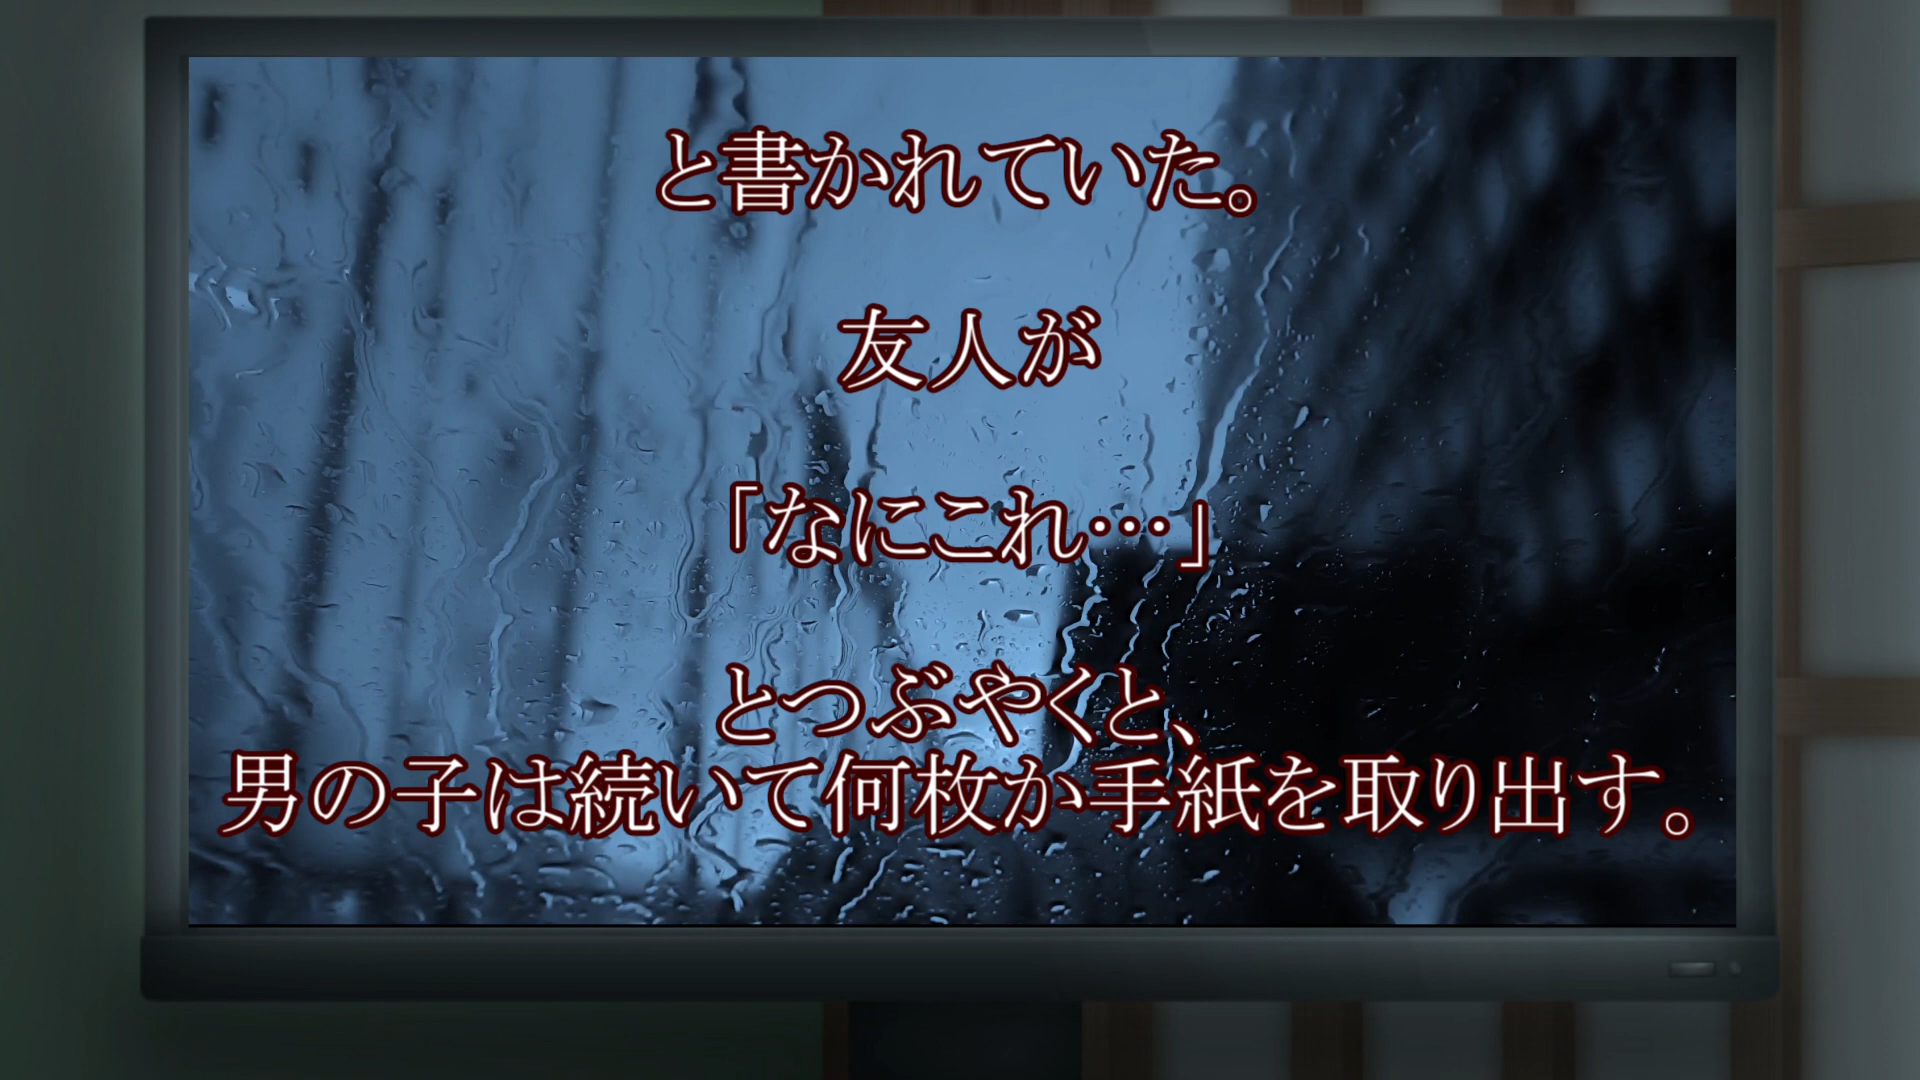 と書かれていた。
友人が
「なにこれ…」
とつぶやくと、
男の子は続いて何枚か手紙を取り出す。